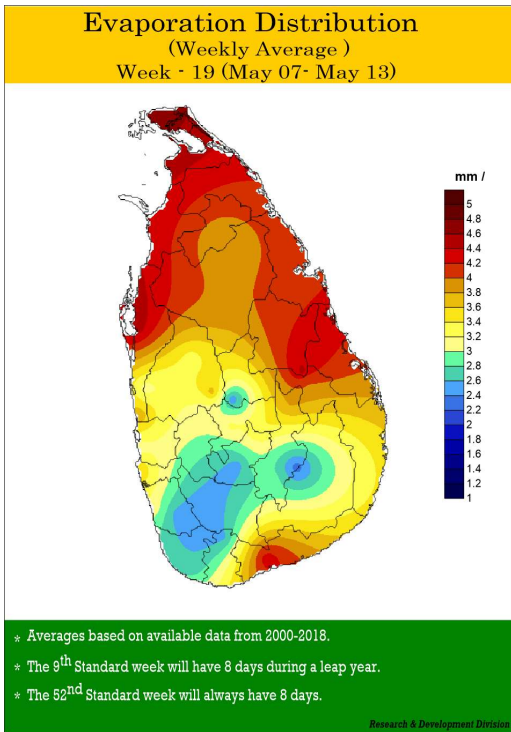 Evaporation Distribution
(Weekly Average )
Week - 19 (May 07- May 13)
mm /
5
4.8
4.6
4.4
4.2
4
3.8
3.6
3.4
3.2
3
2.8
2.6
2.4
2.2
2
1.8
1.6
1.4
1.2
1
* Averages based on available data from 2000-2018.
* The 9th Standard week will have 8 days during a leap year.
* The 52nd Standard week will always have 8 days.
Research & Development Division